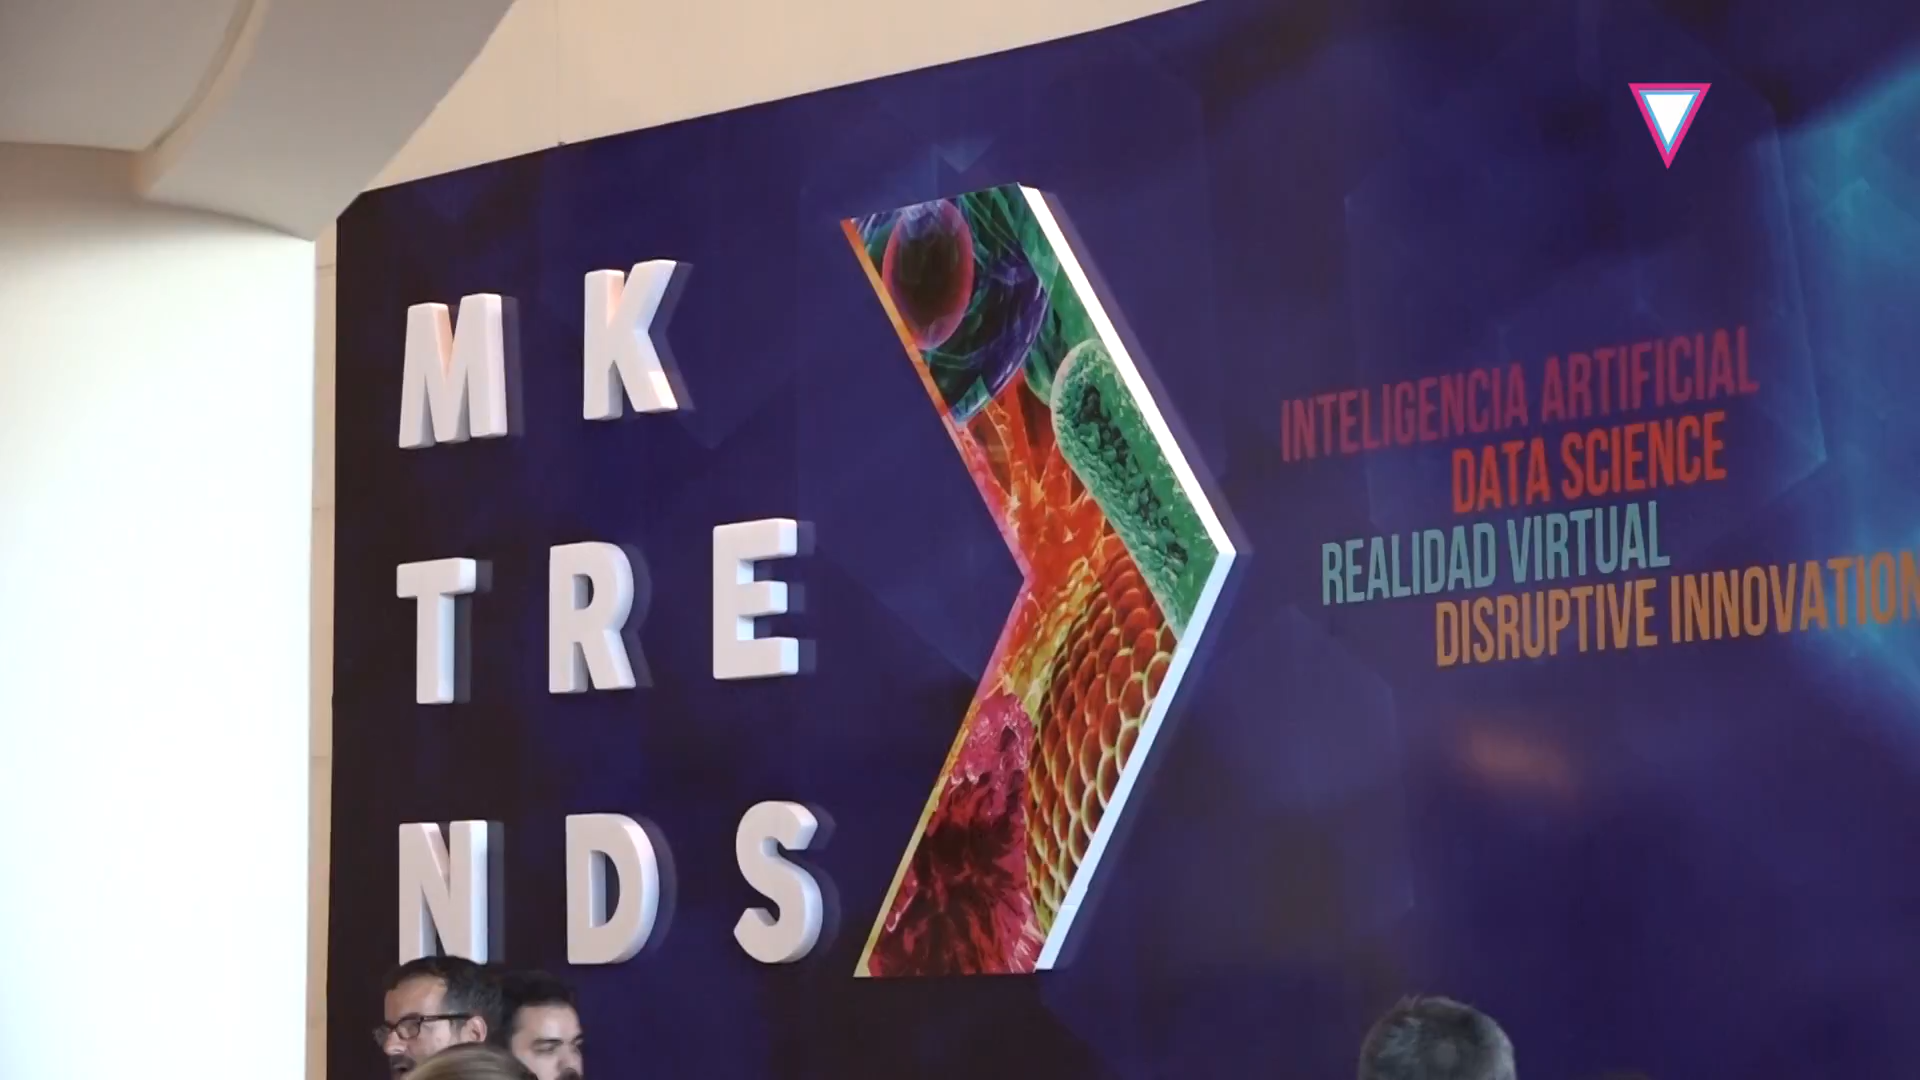 MK
TRE
NDS
INTELIGENCIA ARTIFICIAL
DATA SCIENCE
REALIDAD VIRTUAL
DISRUPTIVE INNOVATION